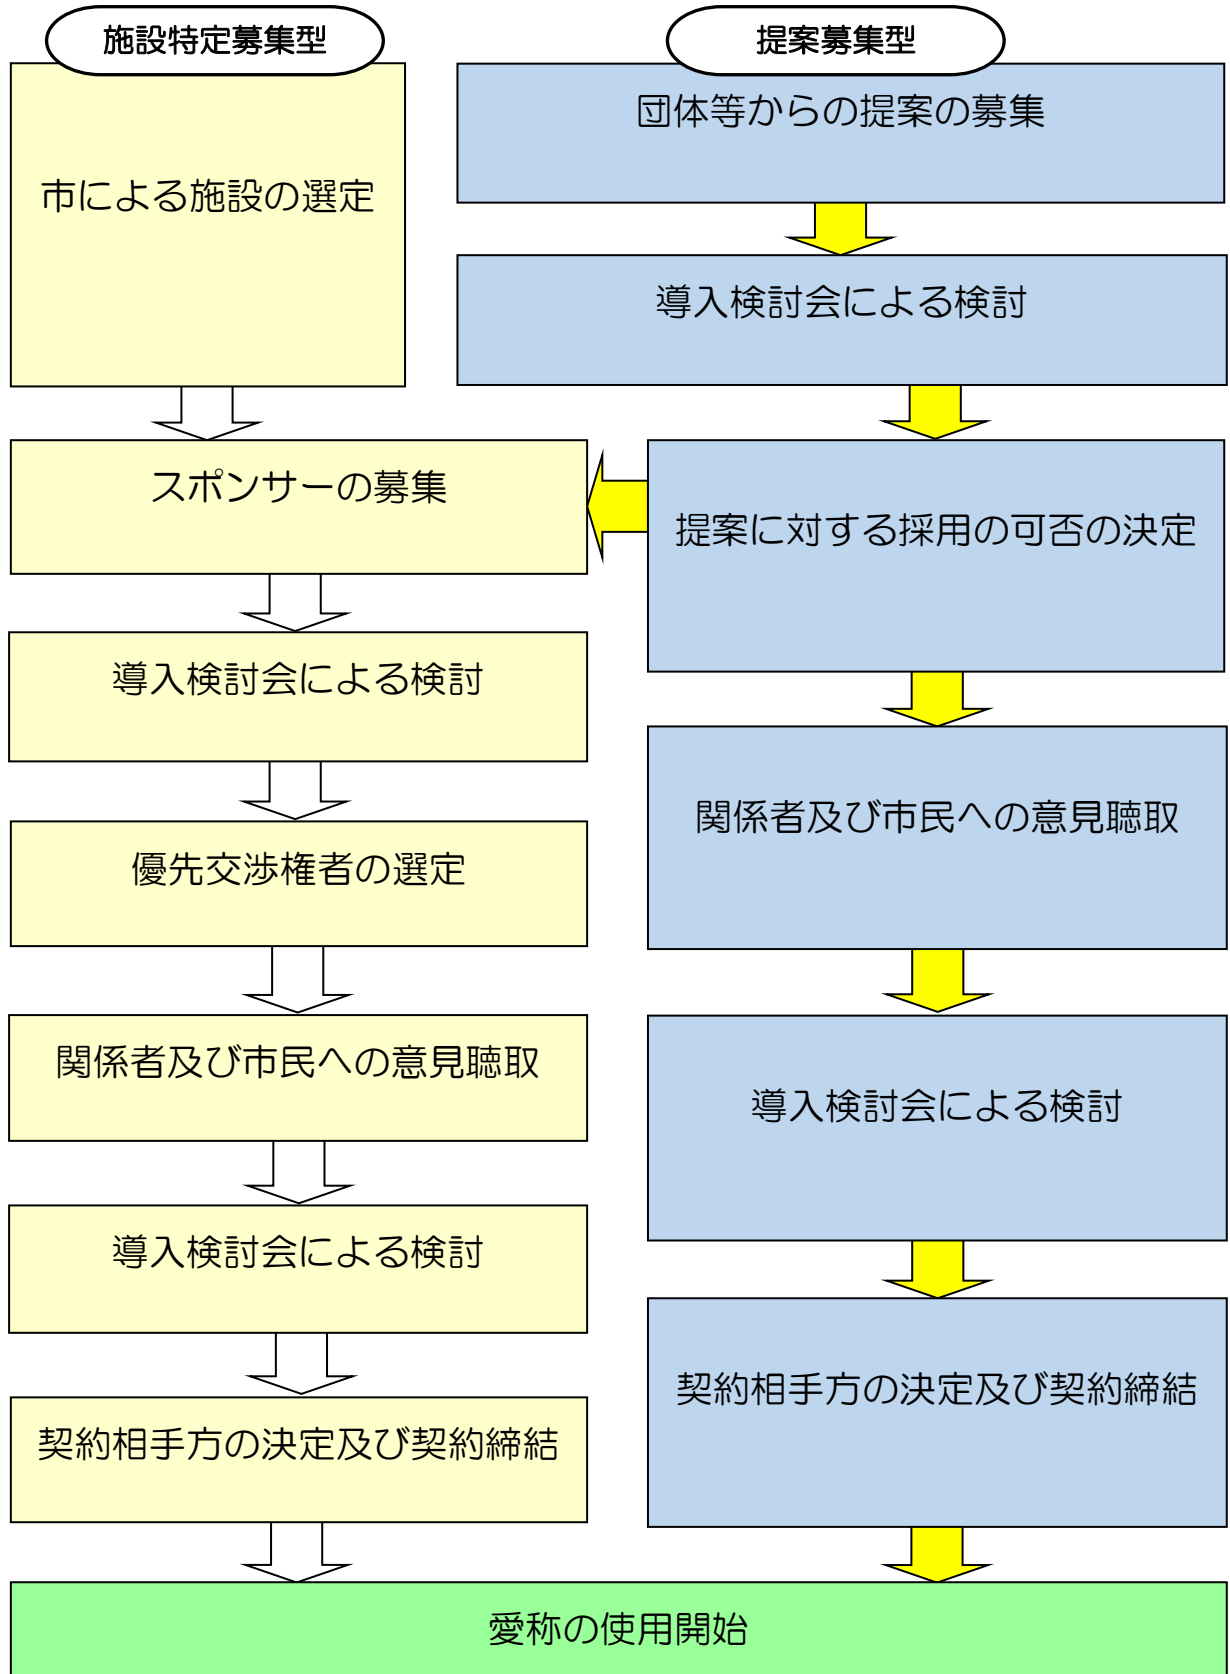 施設特定募集型
市による施設の選定
スポンサーの募集
導入検討会による検討
優先交渉権者の選定
関係者及び市民への意見聴取
導入検討会による検討
契約相手方の決定及び契約締結
提案募集型
団体等からの提案の募集
導入検討会による検討
提案に対する採用の可否の決定
関係者及び市民への意見聴取
導入検討会による検討
契約相手方の決定及び契約締結
愛称の使用開始